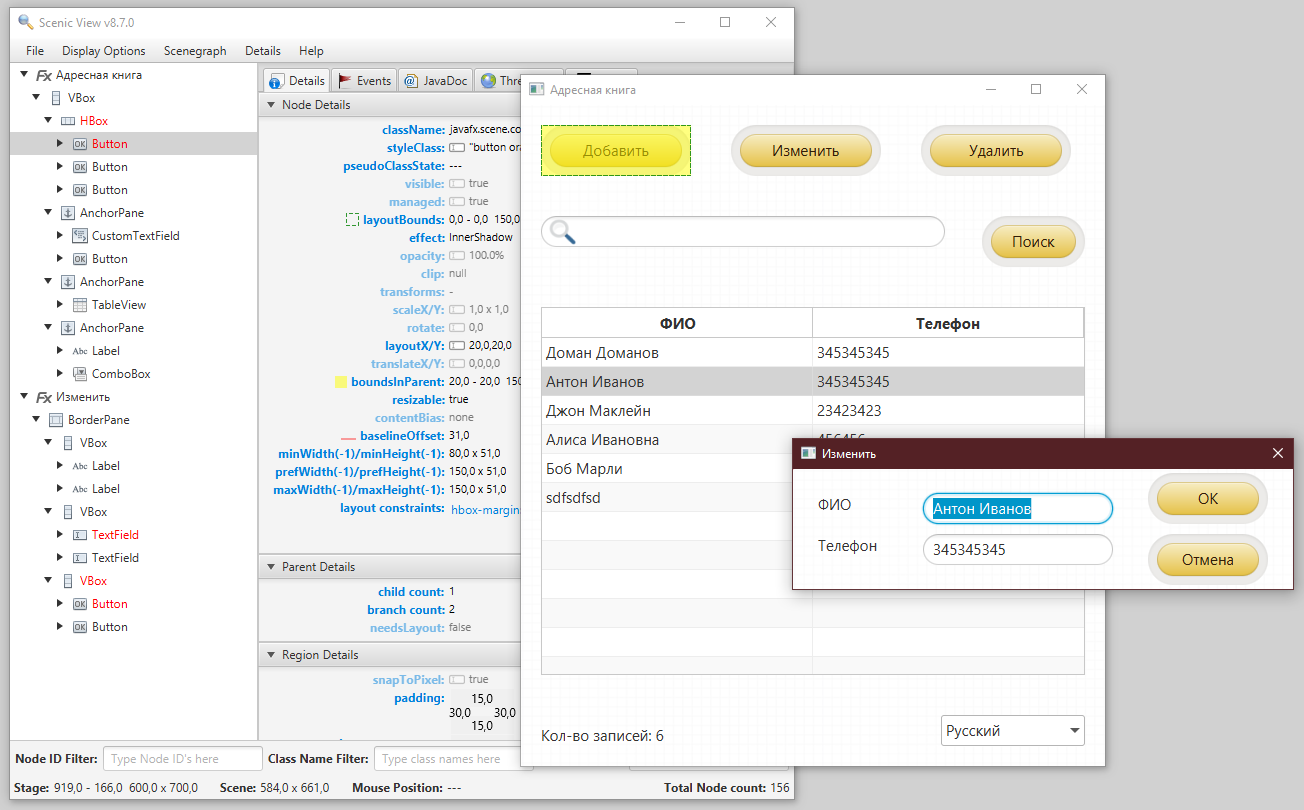 Scenic View v8.7.0
File Display Options Scenegraph Details Help
Адресная книга
VBox
HBox
Button
Button
Button
AnchorPane
CustomTextField
Button
AnchorPane
TableView
AnchorPane
Label
ComboBox
Изменить
BorderPane
VBox
Label
Label
VBox
TextField
TextField
VBox
Button
Button
Details Events JavaDoc
Node Details
className: javafx.scene.co
styleClass: "button
pseudoClassState: ---
visible: true
managed: true
layoutBounds: 0,0 - 0,0 150,0
effect: InnerShadow
opacity: 100.0%
clip: null
transforms: -
scaleX/Y: 1,0 x 1,0
rotate: 0,0
layoutX/Y: 20,0,20,0
translateX/Y: 0,0,0,0
boundsInParent: 20,0 - 20,0
resizable: true
contentBias: none
baselineOffset: 31,0
minWidth(-1)/minHeight(-1): 80,0 x 51,0
prefWidth(-1)/prefHeight(-1): 150,0 x 51,0
maxWidth(-1)/maxHeight(-1): 150,0 x 51,0
layout constraints: hbox-margin
Parent Details
child count: 1
branch count: 2
needsLayout: false
Region Details
snapToPixel: true
padding: 15,0
30,0 30,0
15,0
Node ID Filter: Type Node ID's here Class Name Filter: Type class names here
Stage: 919,0 - 166,0 600,0 x 700,0 Scene: 584,0 x 661,0 Mouse Position: --- Total Node count: 156
Адресная книга
Добавить Изменить Удалить
Поиск
ФИО Телефон
Доман Доманов 345345345
Антон Иванов 345345345
Джон Маклейн 23423423
Алиса Ивановна 456456
Боб Марли
sdfsdfsd
Кол-во записей: 6 Русский
Изменить
ФИО Антон Иванов OK
Телефон 345345345 Отмена